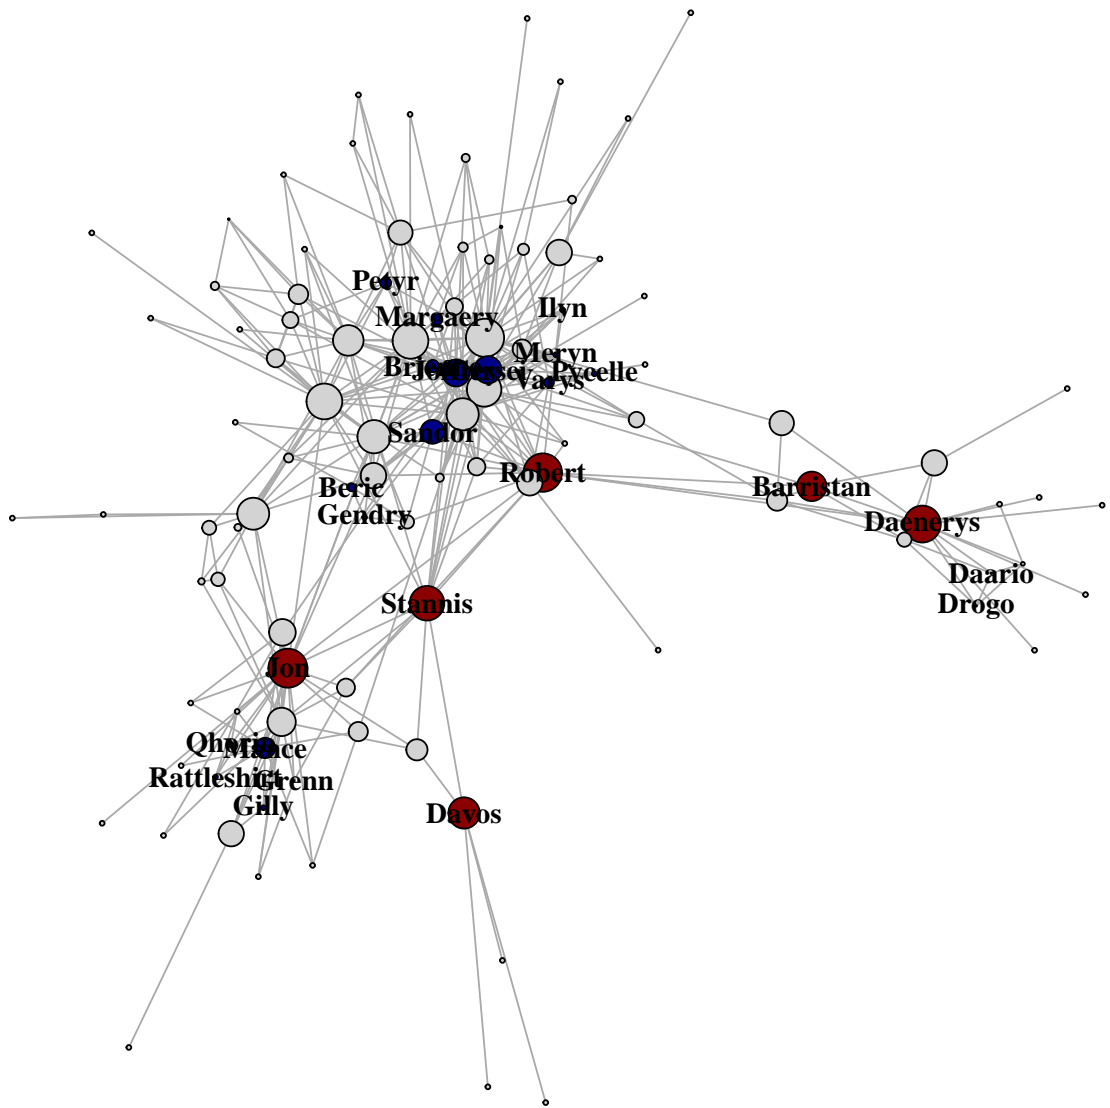 Petyr
Ilyn
Margaery
Meryn
Pycelle
Varys
Sandor
Robert
Beric
Barristan
Gendry
Daenerys
Daario
Drogo
Stannis
Jon
Mance
Rattleshirt
Grenn
Gilly
Davos